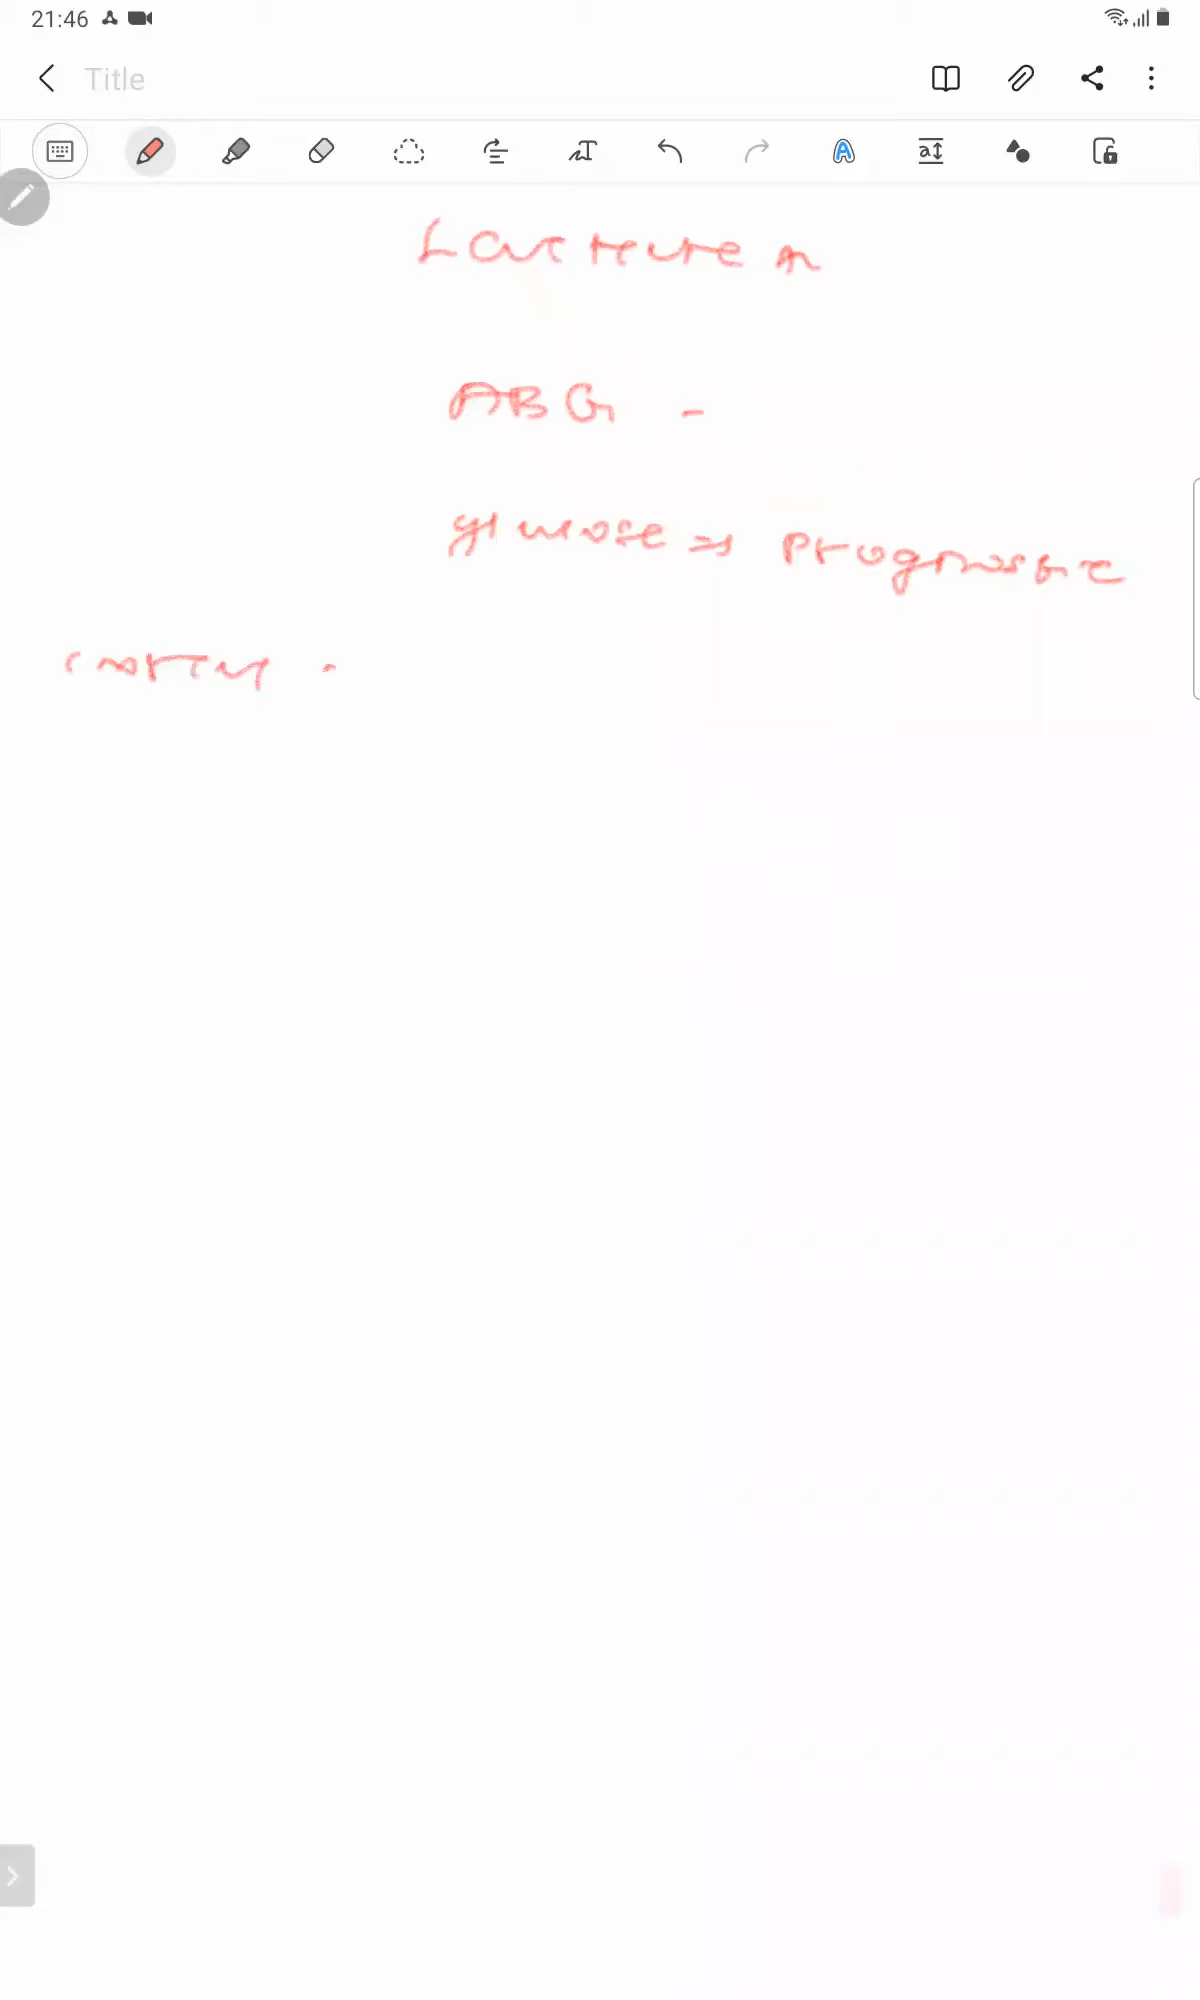 21:46
Title
Lactate ↑
ABG -
glucose => Prognostic